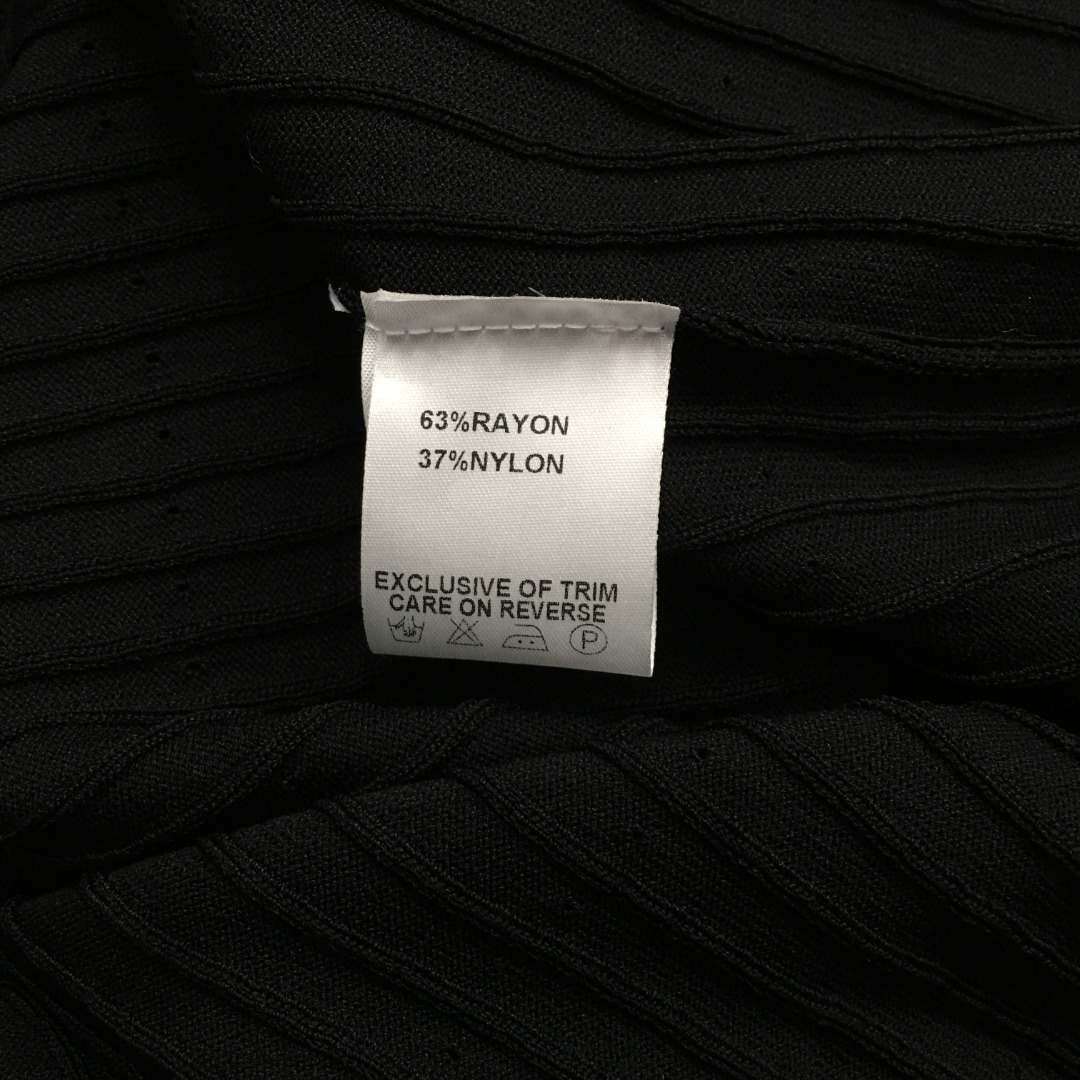 63%RAYON
37%NYLON
EXCLUSIVE OF TRIM
CARE ON REVERSE
P